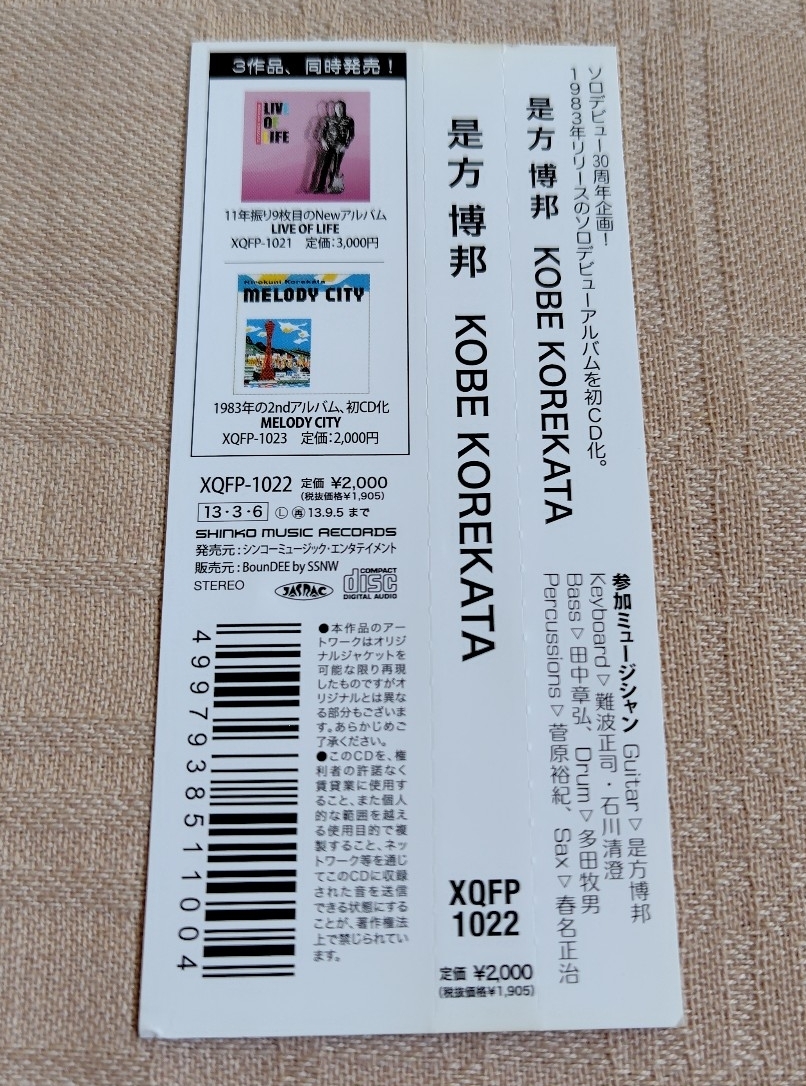 ソロデビュー30周年企画！
1983年リリースのソロデビューアルバムを初CD化。
是方 博邦 KOBE KOREKATA
参加ミュージシャン Guitar▽是方博邦
Keyboard▽難波正司・石川清澄
Bass▽田中章弘、Drum▽多田牧男
Percussions▽菅原裕紀、Sax▽春名正治
是方 博邦 KOBE KOREKATA
XQFP
1022
定価 ¥2,000
(税抜価格¥1,905)
3作品、同時発売！
LIVE
OF
LIFE
11年振り9枚目のNewアルバム
LIVE OF LIFE
XQFP-1021 定価:3,000円
Hirokuni Korekata
MELODY CITY
1983年の2ndアルバム、初CD化
MELODY CITY
XQFP-1023 定価:2,000円
XQFP-1022 定価 ¥2,000
(税抜価格¥1,905)
13・3・6 Ⓛ ㊢13.9.5 まで
SHINKO MUSIC RECORDS
発売元:シンコーミュージック・エンタテイメント
販売元:BounDEE by SSNW
STEREO JASRAC COMPACT disc DIGITAL AUDIO
4997938511004
●本作品のアー
トワークはオリジ
ナルジャケットを
可能な限り再現
したものですがオ
リジナルとは異な
る部分もございま
す。あらかじめご
了承ください。
●このCDを、権
利者の許諾なく
賃貸業に使用す
ること、また個人
的な範囲を越え
る使用目的で複
製すること、ネッ
トワーク等を通じ
てこのCDに収録
された音を送信
できる状態にする
ことが、著作権法
上で禁じられてい
ます。